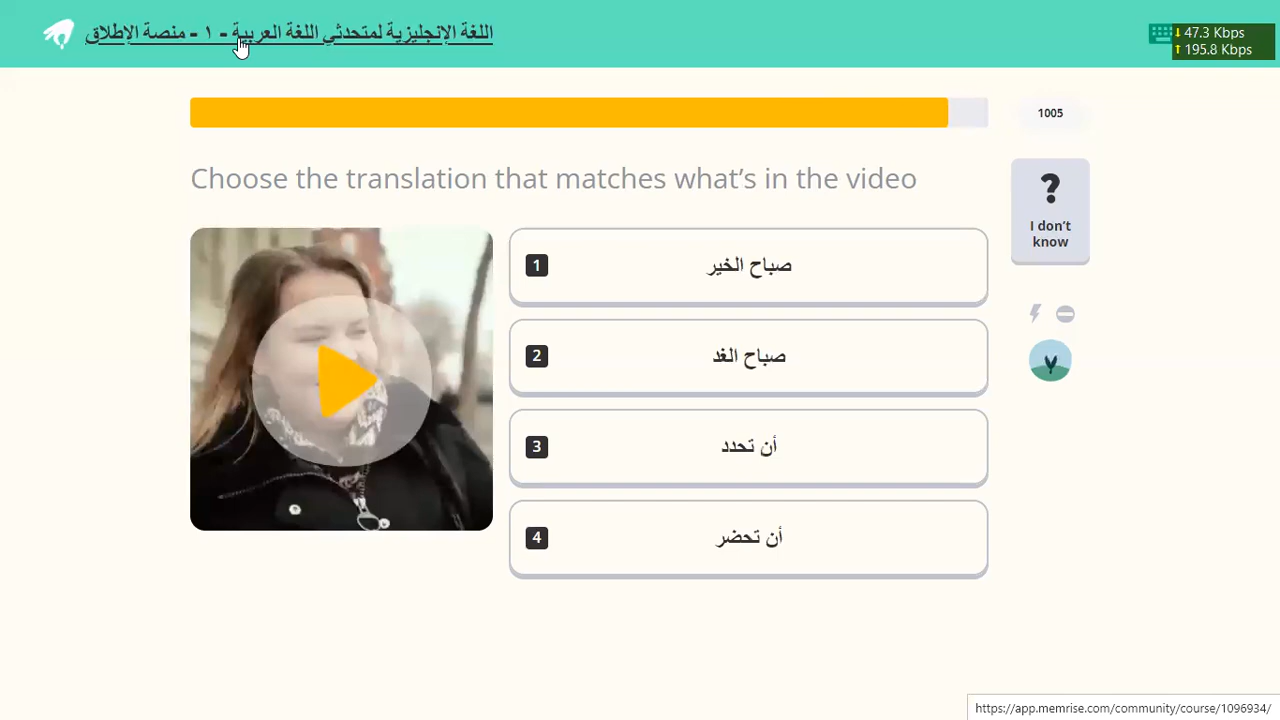 اللغة الإنجليزية لمتحدثي اللغة العربية - ١ - منصة الإطلاق
↓ 47.3 Kbps
↑ 195.8 Kbps
1005
Choose the translation that matches what's in the video
? I don't
know
1 صباح الخير
2 صباح الغد
3 أن تحدد
4 أن تحضر
https://app.memrise.com/community/course/1096934/